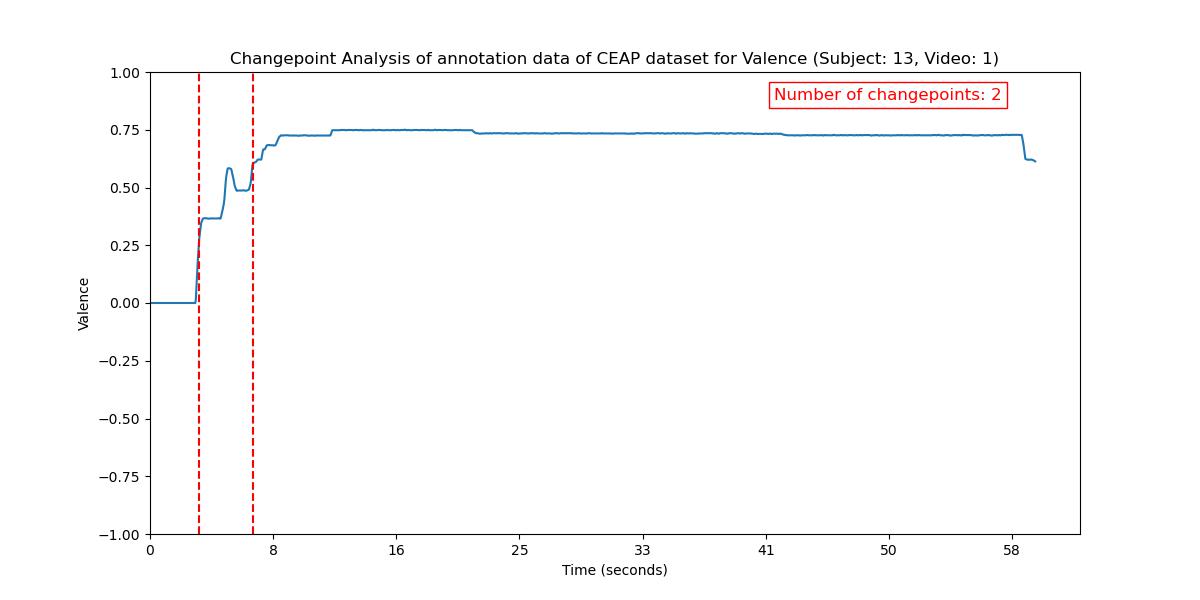 Changepoint Analysis of annotation data of CEAP dataset for Valence (Subject: 13, Video: 1)
Number of changepoints: 2
1.00
0.75
0.50
0.25
0.00
−0.25
−0.50
−0.75
−1.00
Valence
0 8 16 25 33 41 50 58
Time (seconds)